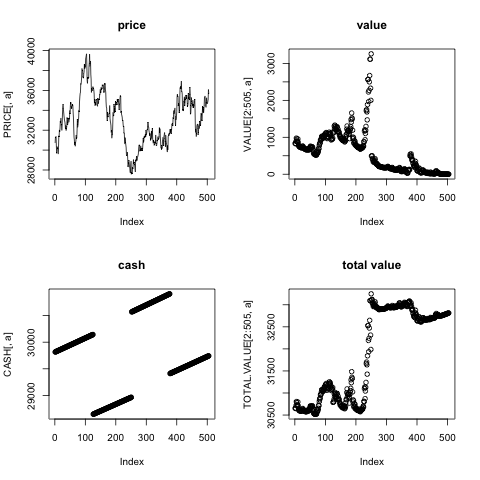 price
value
PRICE[, a]
28000 32000 36000 40000
0 100 200 300 400 500
Index
VALUE[2:505, a]
0 1000 2000 3000
0 100 200 300 400 500
Index
cash
total value
CASH[, a]
29000 30000
0 100 200 300 400 500
Index
TOTAL.VALUE[2:505, a]
30500 31500 32500
0 100 200 300 400 500
Index